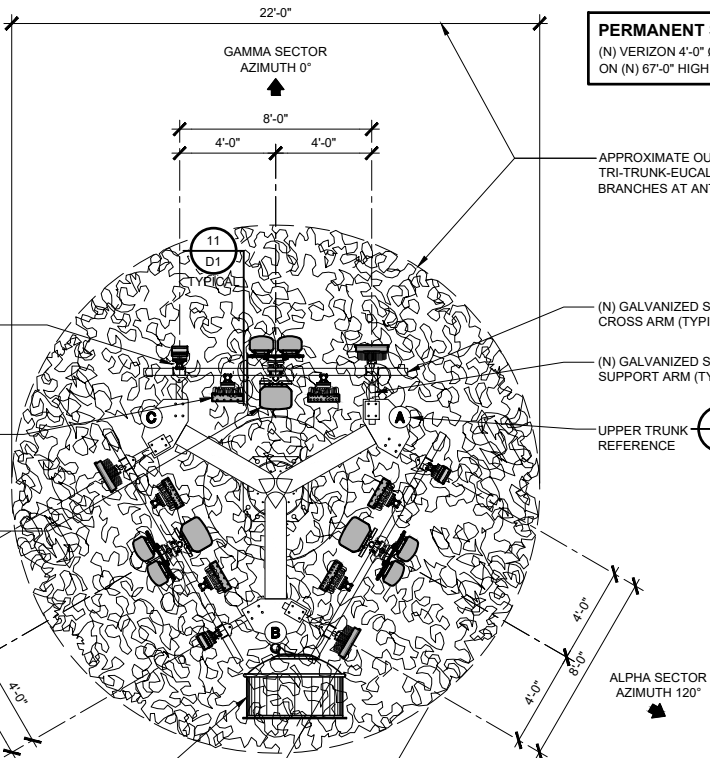 22'-0"
PERMANENT
(N) VERIZON 4'-0"
ON (N) 67'-0" HIGH
GAMMA SECTOR
AZIMUTH 0°
8'-0"
4'-0" 4'-0"
APPROXIMATE OU
TRI-TRUNK-EUCAL
BRANCHES AT AN
11
D1
TYPICAL
(N) GALVANIZED S
CROSS ARM (TYPI
(N) GALVANIZED S
SUPPORT ARM (TY
C
A
UPPER TRUNK
REFERENCE
B
4'-0"
8'-0"
4'-0"
4'-0"
ALPHA SECTOR
AZIMUTH 120°